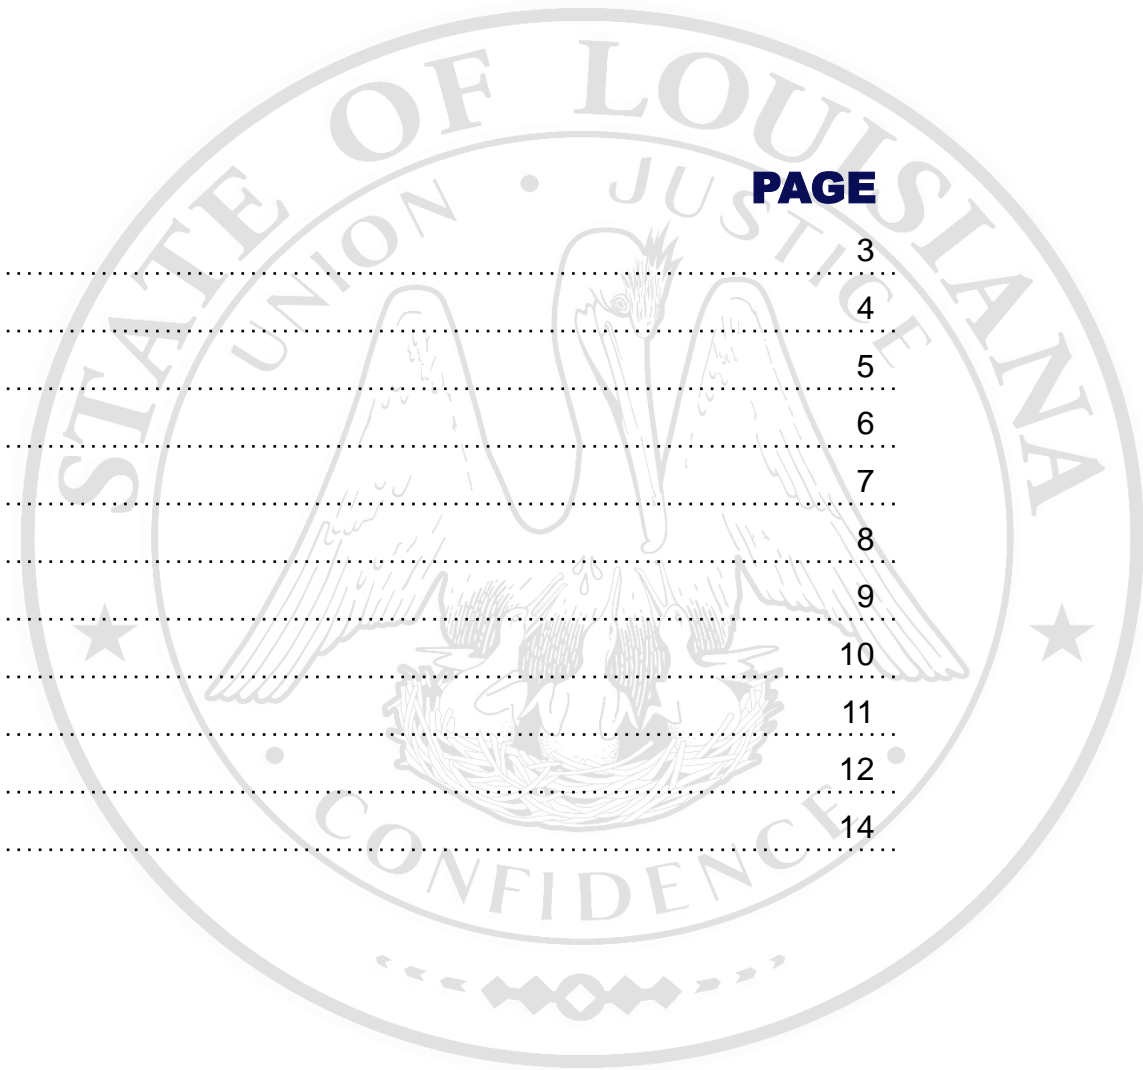 STATE OF LOUISIANA
UNION • JUSTICE
PAGE
3
4
5
6
7
8
9
10
11
12
14
CONFIDENCE